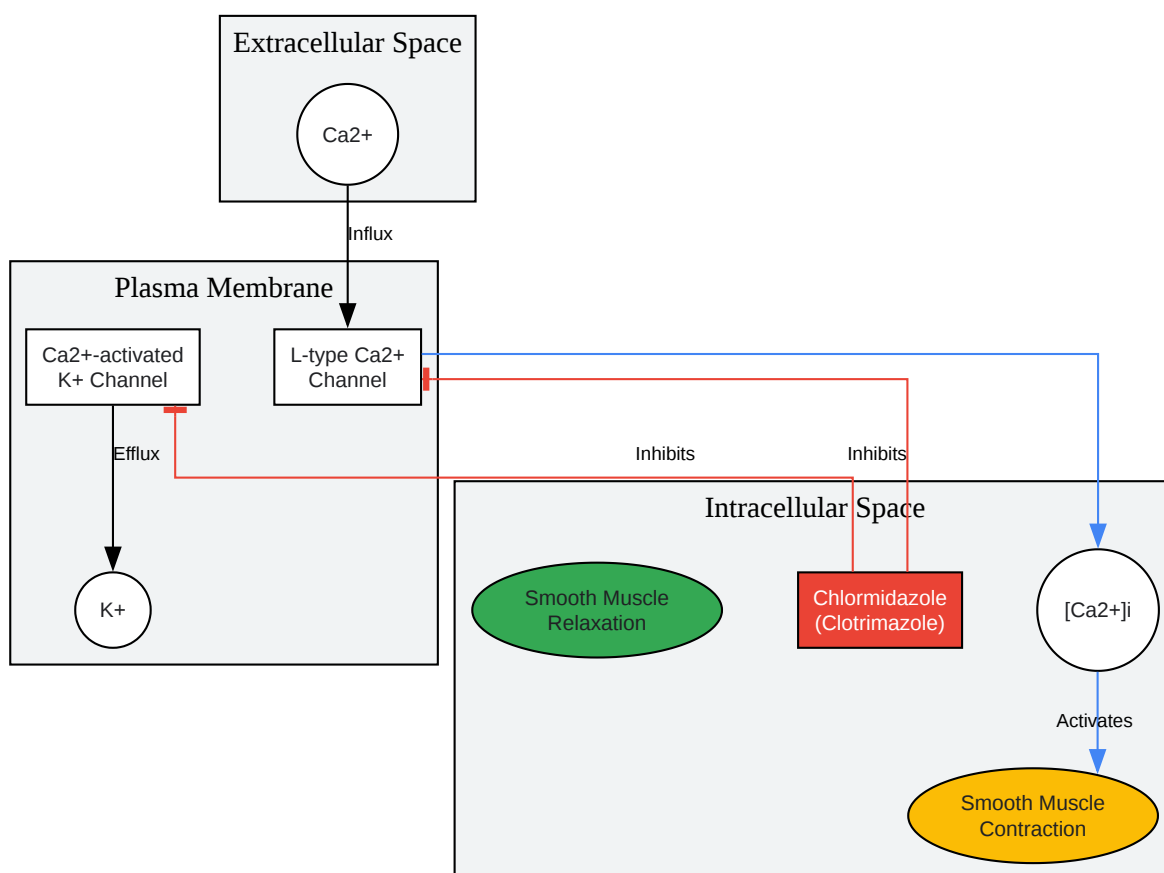 Extracellular Space
Ca2+
Influx
Plasma Membrane
Ca2+-activated
K+ Channel
L-type Ca2+
Channel
Efflux
Inhibits
Inhibits
Intracellular Space
K+
Smooth Muscle
Relaxation
Chlormidazole
(Clotrimazole)
[Ca2+]i
Activates
Smooth Muscle
Contraction